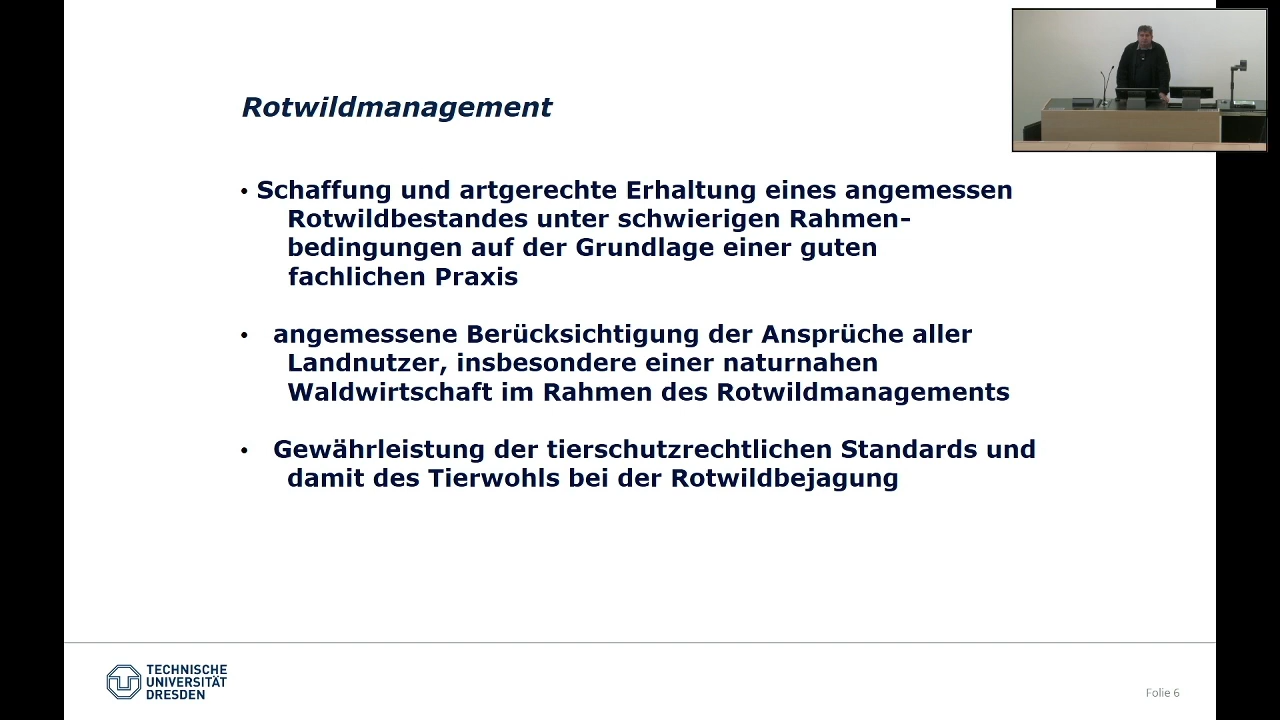 Rotwildmanagement
• Schaffung und artgerechte Erhaltung eines angemessen
Rotwildbestandes unter schwierigen Rahmen-
bedingungen auf der Grundlage einer guten
fachlichen Praxis
• angemessene Berücksichtigung der Ansprüche aller
Landnutzer, insbesondere einer naturnahen
Waldwirtschaft im Rahmen des Rotwildmanagements
• Gewährleistung der tierschutzrechtlichen Standards und
damit des Tierwohls bei der Rotwildbejagung
TECHNISCHE
UNIVERSITÄT
DRESDEN
Folie 6